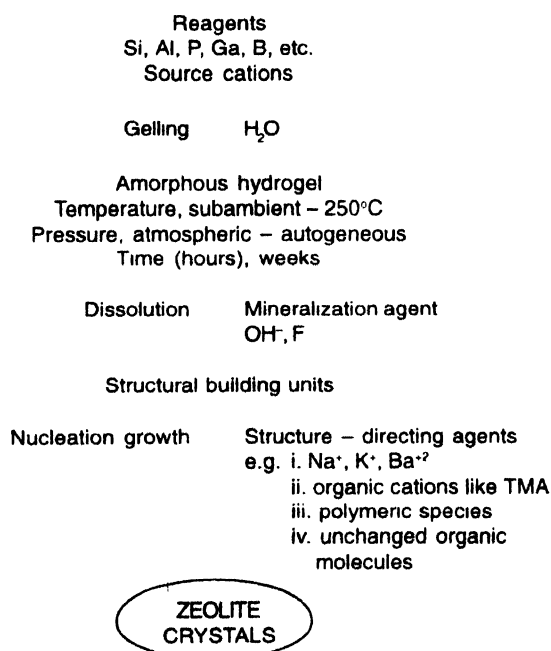 Reagents
Si, Al, P, Ga, B, etc.
Source cations
Gelling H₂O
Amorphous hydrogel
Temperature, subambient – 250°C
Pressure, atmospheric – autogeneous
Time (hours), weeks
Dissolution Mineralization agent
OH⁻, F
Structural building units
Nucleation growth Structure – directing agents
e.g. i. Na⁺, K⁺, Ba⁺²
ii. organic cations like TMA
iii. polymeric species
iv. unchanged organic
molecules
ZEOLITE
CRYSTALS